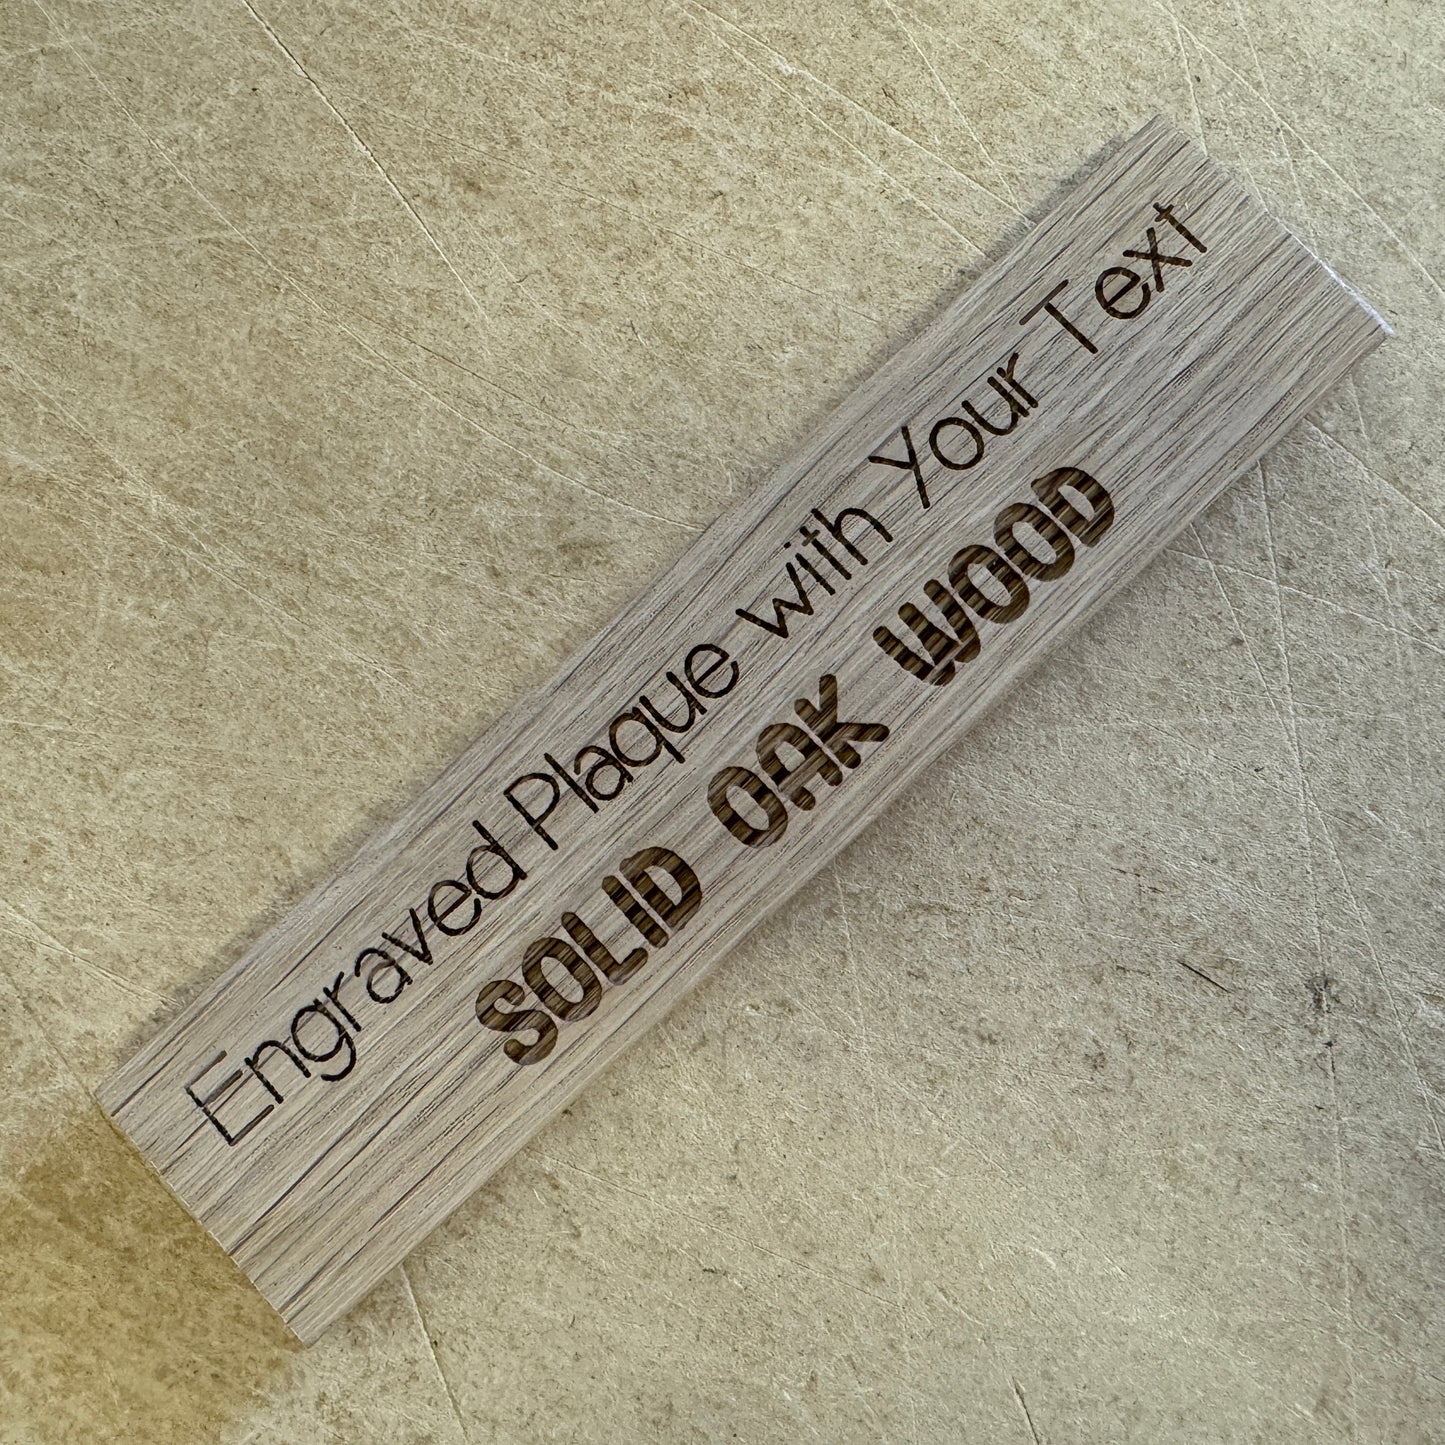 Engraved Plaque with Your Text
SOLID OAK WOOD